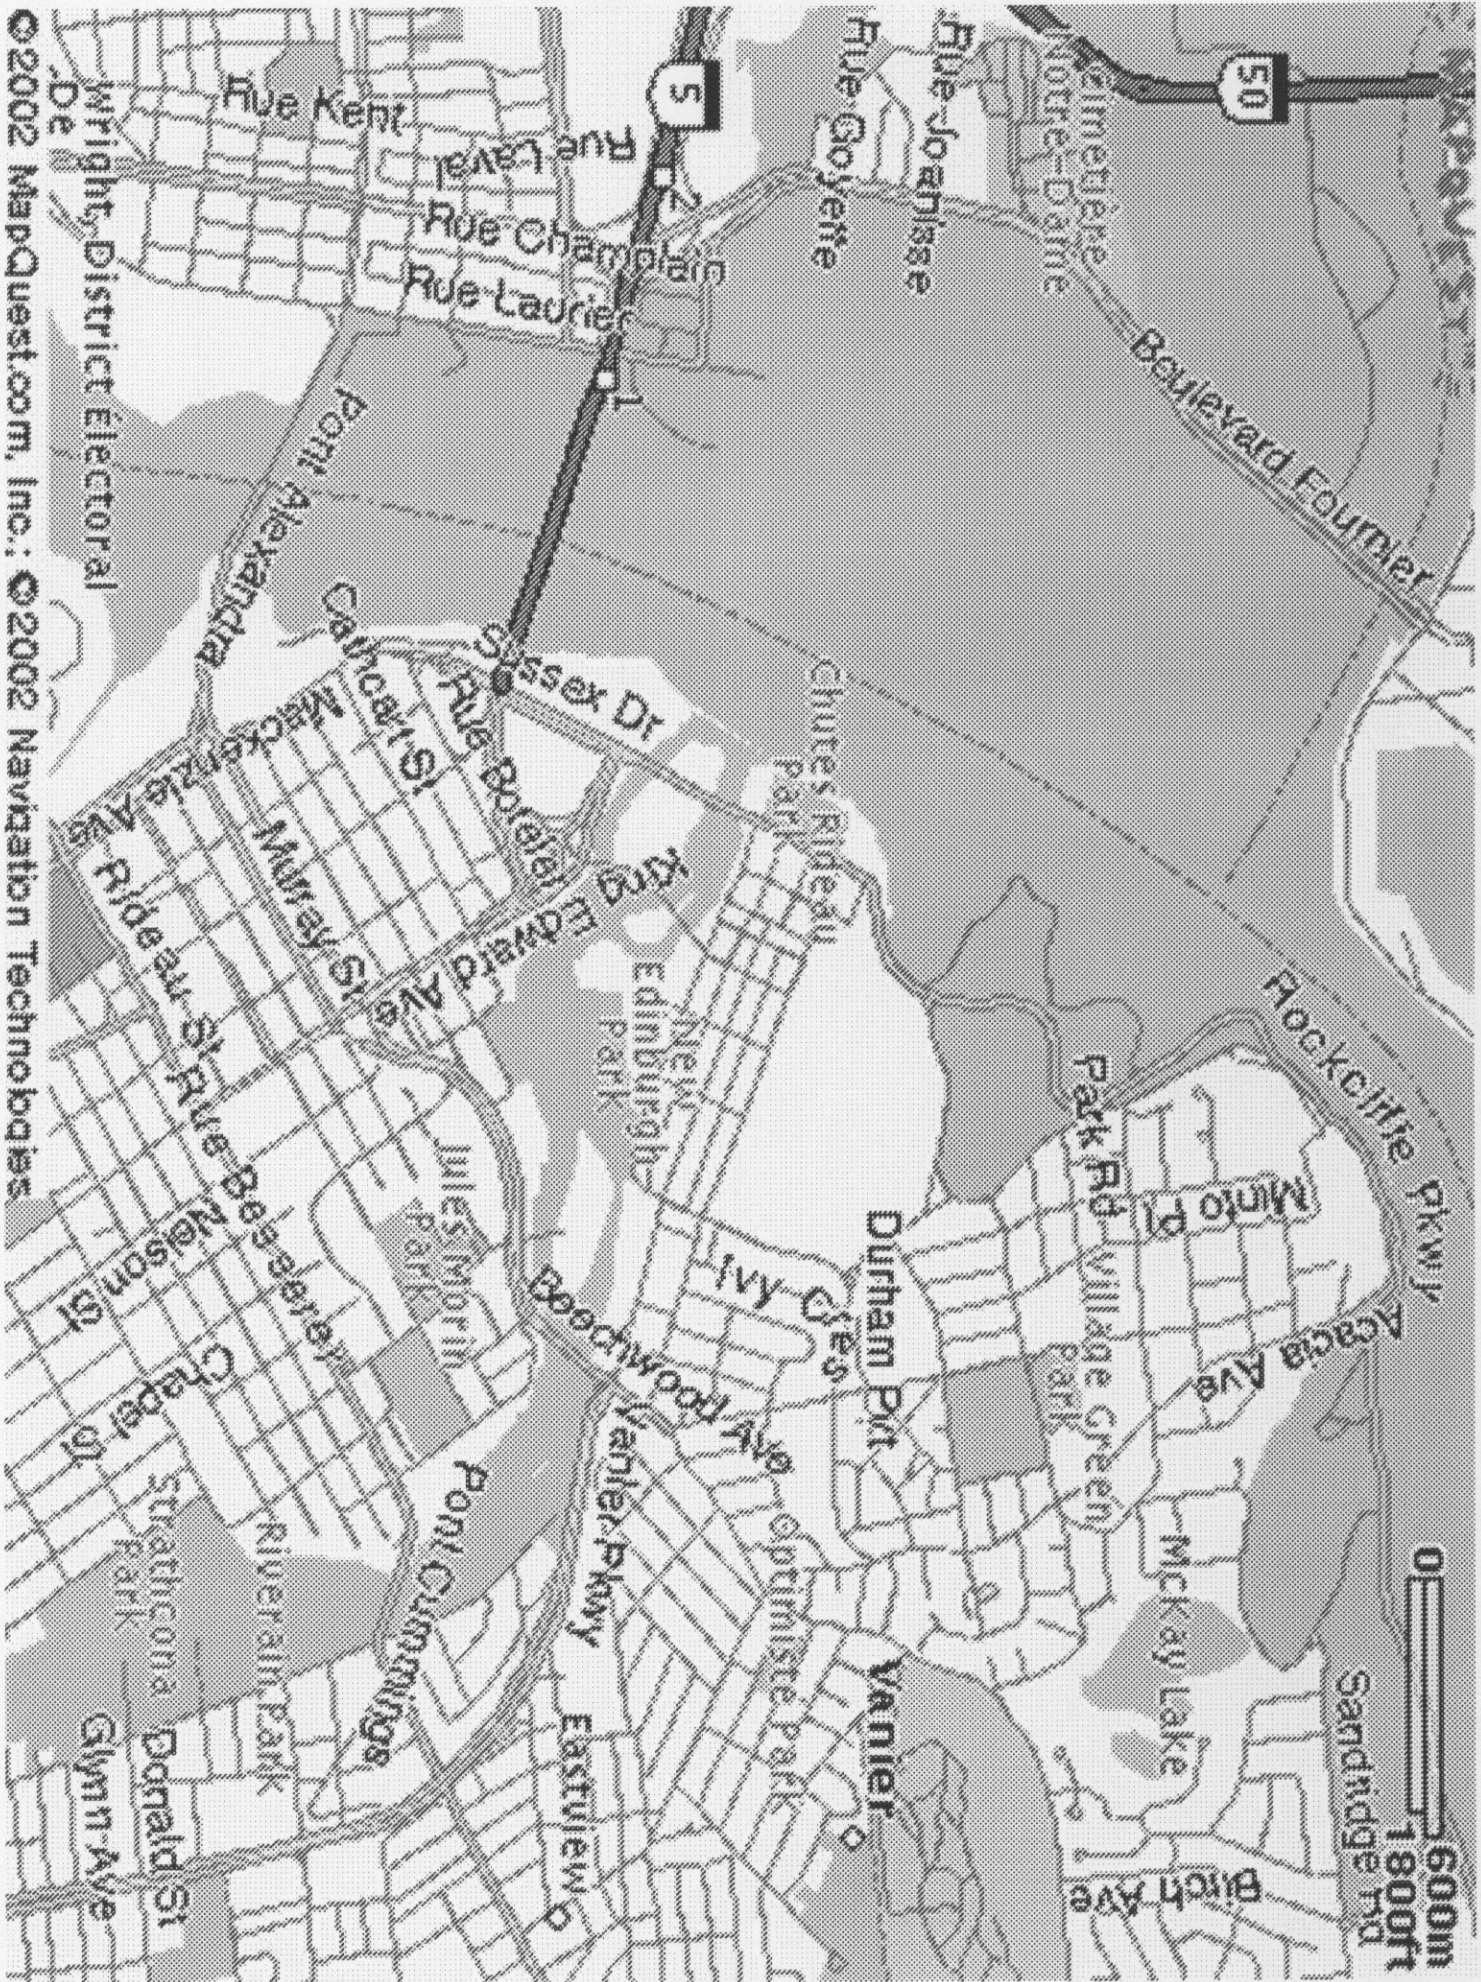 MAPQUEST
0
600m
1800ft
50
Rockcliffe Pkwy
Sandridge Rd
Boulevard Fournier
Acacia Ave
Minto Pl
Birch Ave
Mckay Lake
Cimetière
Notre-Dame
Park Rd
Village Green
Park
Rue Joanisse
Rue Goyette
Durham Prt
Vanier
Chutes Rideau
Park
Ivy Cres
Optimiste Park
5
2
1
Rue Laval
Rue Champlain
Rue Laurier
Rue Kent
Sussex Dr
King Edward Ave
New
Edinburgh
Park
Beechwood Ave
Vanier Pkwy
Eastview
Rue Boteler
Cathcart St
Jules Morin
Park
Pont Cummings
Pont Alexandra
Mackenzie Ave
Murray St
Rideau St
Rue Besserer
Nelson St
Chapel St
Riverain Park
Strathcona
Park
Donald St
Glynn Ave
Wright, District Électoral
De
©2002 MapQuest.com, Inc.; ©2002 Navigation Technologies